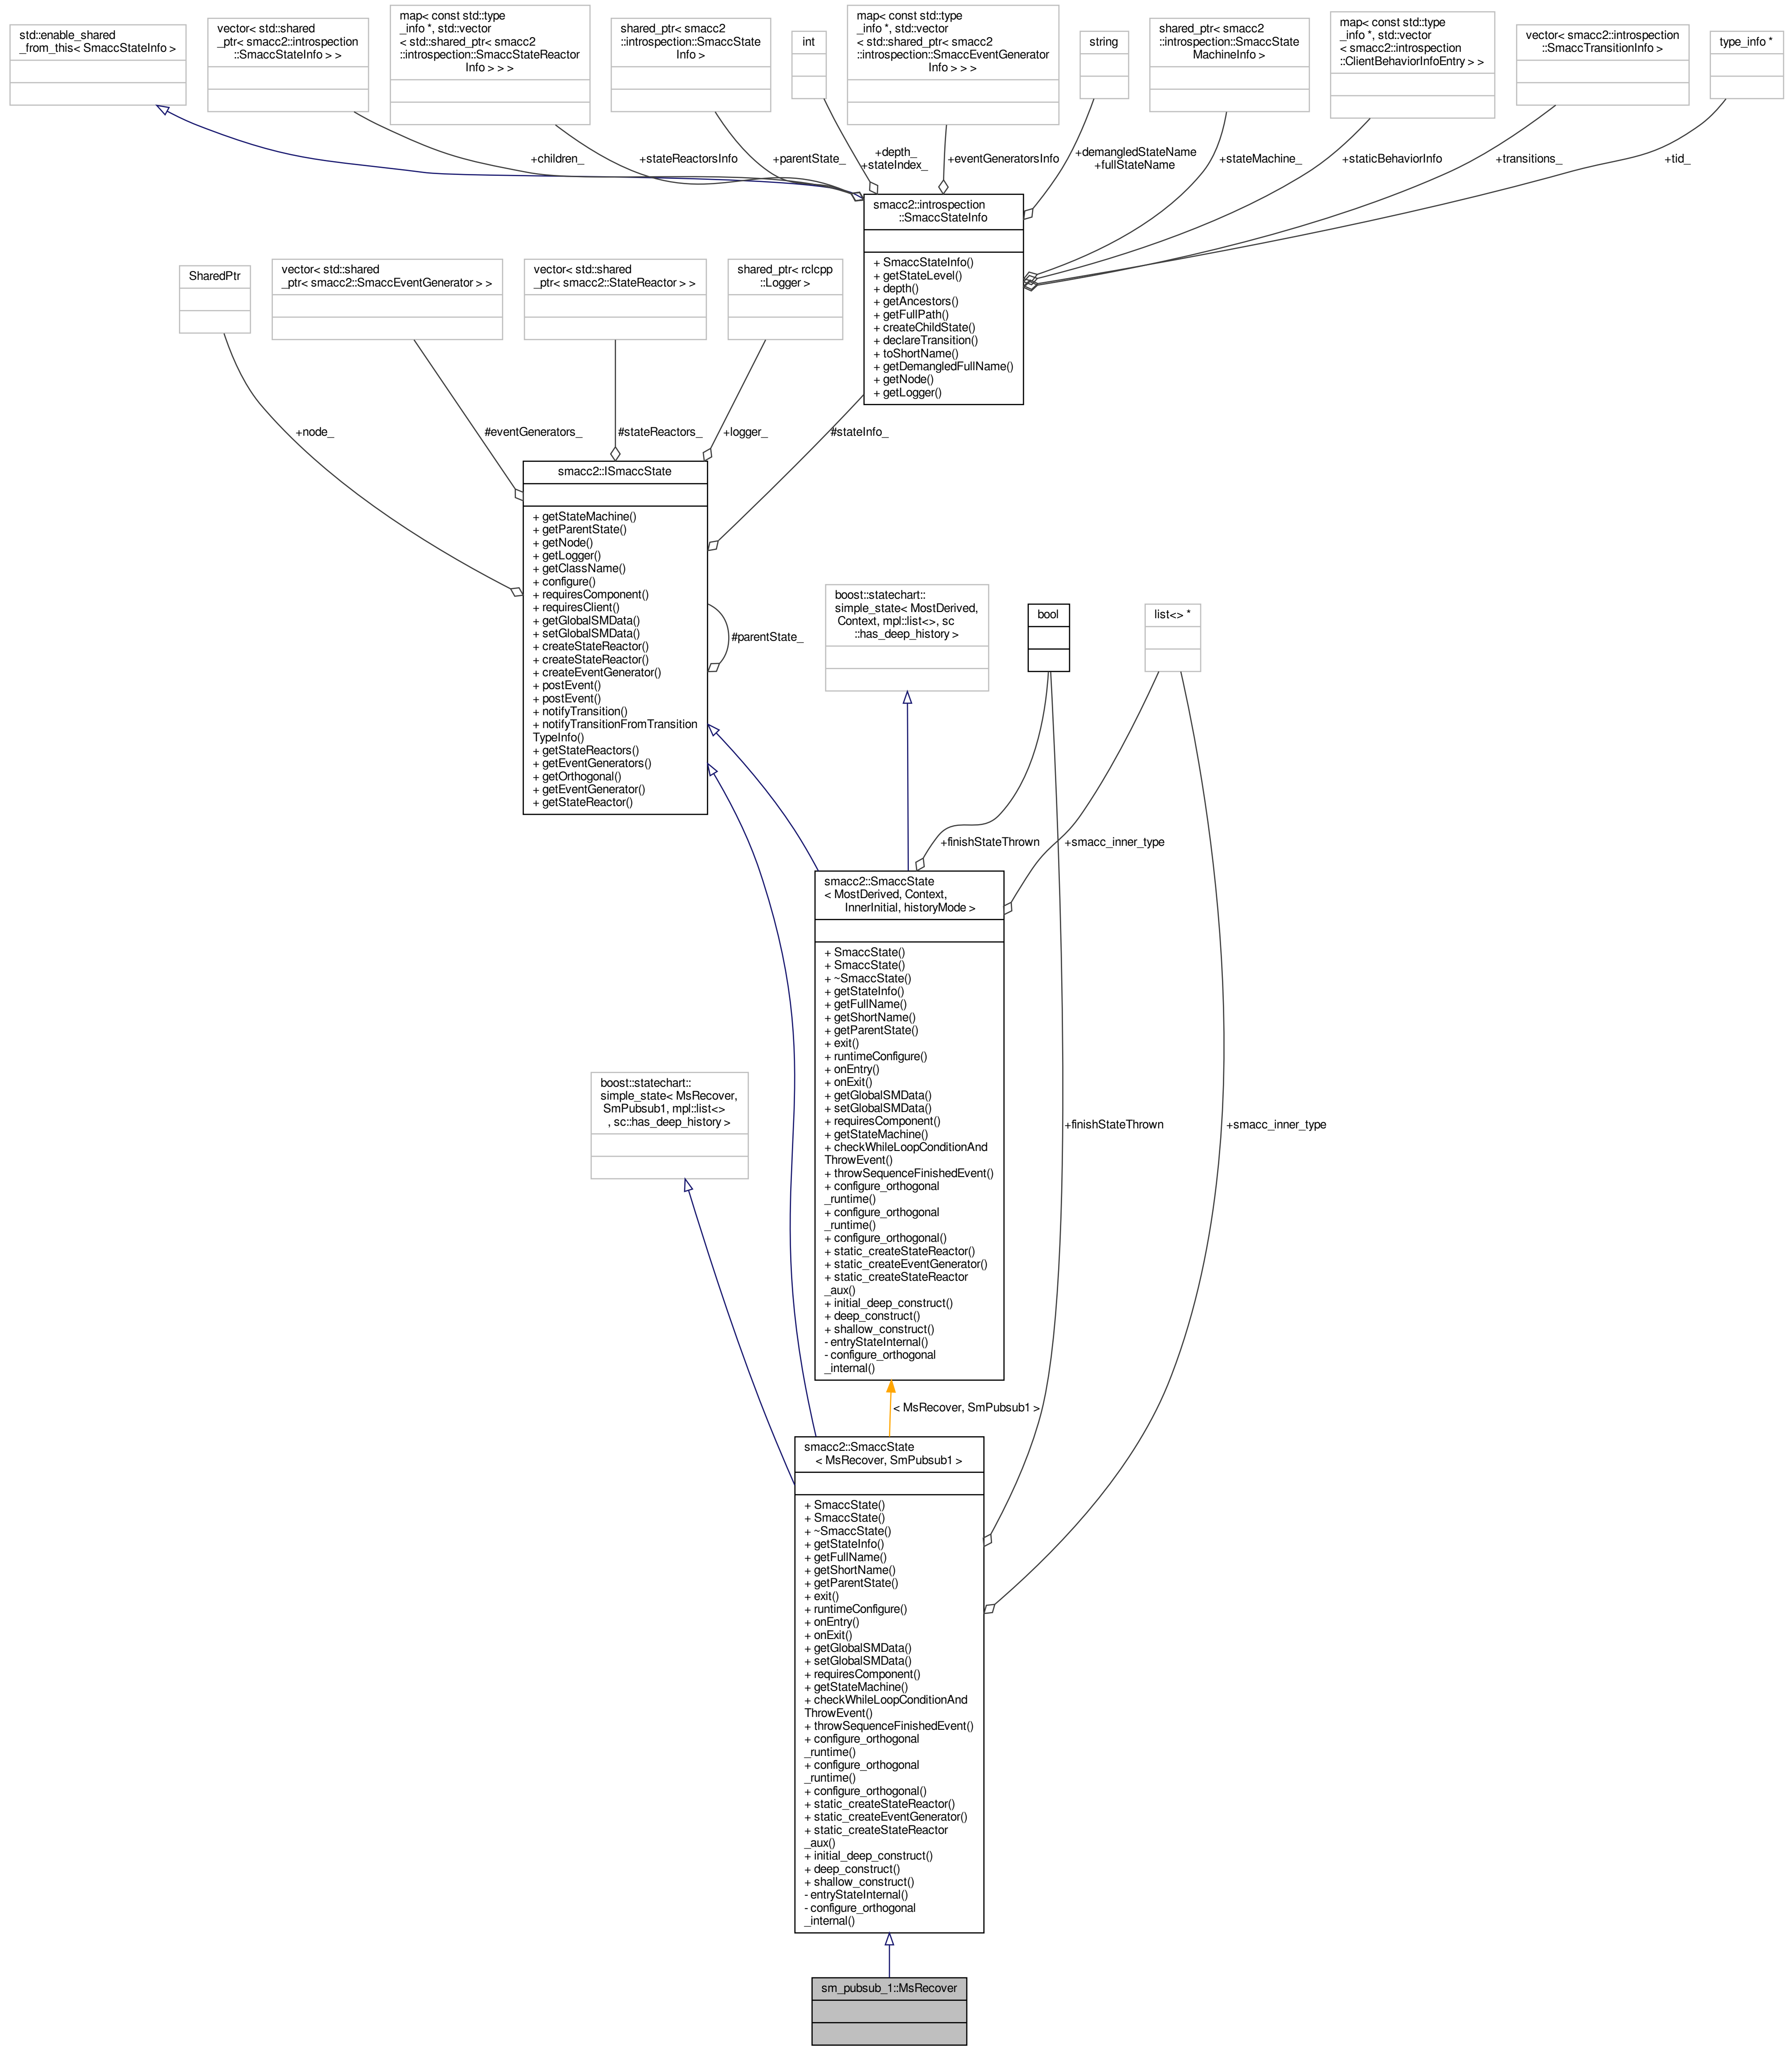 std::enable_shared
_from_this< SmaccStateInfo >
vector< std::shared
_ptr< smacc2::introspection
::SmaccStateInfo > >
map< const std::type
_info *, std::vector
< std::shared_ptr< smacc2
::introspection::SmaccStateReactor
Info > > >
shared_ptr< smacc2
::introspection::SmaccState
Info >
int
map< const std::type
_info *, std::vector
< std::shared_ptr< smacc2
::introspection::SmaccEventGenerator
Info > > >
string
shared_ptr< smacc2
::introspection::SmaccState
MachineInfo >
map< const std::type
_info *, std::vector
< smacc2::introspection
::ClientBehaviorInfoEntry > >
vector< smacc2::introspection
::SmaccTransitionInfo >
type_info *
+children_
+stateReactorsInfo
+parentState_
+depth_
+stateIndex_
+eventGeneratorsInfo
+demangledStateName
+fullStateName
+stateMachine_
+staticBehaviorInfo
+transitions_
+tid_
smacc2::introspection
::SmaccStateInfo
+ SmaccStateInfo()
+ getStateLevel()
+ depth()
+ getAncestors()
+ getFullPath()
+ createChildState()
+ declareTransition()
+ toShortName()
+ getDemangledFullName()
+ getNode()
+ getLogger()
SharedPtr
vector< std::shared
_ptr< smacc2::SmaccEventGenerator > >
vector< std::shared
_ptr< smacc2::StateReactor > >
shared_ptr< rclcpp
::Logger >
+node_
#eventGenerators_
#stateReactors_
+logger_
#stateInfo_
smacc2::ISmaccState
+ getStateMachine()
+ getParentState()
+ getNode()
+ getLogger()
+ getClassName()
+ configure()
+ requiresComponent()
+ requiresClient()
+ getGlobalSMData()
+ setGlobalSMData()
+ createStateReactor()
+ createStateReactor()
+ createEventGenerator()
+ postEvent()
+ postEvent()
+ notifyTransition()
+ notifyTransitionFromTransition
TypeInfo()
+ getStateReactors()
+ getEventGenerators()
+ getOrthogonal()
+ getEventGenerator()
+ getStateReactor()
#parentState_
boost::statechart::
simple_state< MostDerived,
Context, mpl::list<>, sc
::has_deep_history >
bool
list<> *
+finishStateThrown
+smacc_inner_type
smacc2::SmaccState
< MostDerived, Context,
InnerInitial, historyMode >
+ SmaccState()
+ SmaccState()
+ ~SmaccState()
+ getStateInfo()
+ getFullName()
+ getShortName()
+ getParentState()
+ exit()
+ runtimeConfigure()
+ onEntry()
+ onExit()
+ getGlobalSMData()
+ setGlobalSMData()
+ requiresComponent()
+ getStateMachine()
+ checkWhileLoopConditionAnd
ThrowEvent()
+ throwSequenceFinishedEvent()
+ configure_orthogonal
_runtime()
+ configure_orthogonal
_runtime()
+ configure_orthogonal()
+ static_createStateReactor()
+ static_createEventGenerator()
+ static_createStateReactor
_aux()
+ initial_deep_construct()
+ deep_construct()
+ shallow_construct()
- entryStateInternal()
- configure_orthogonal
_internal()
boost::statechart::
simple_state< MsRecover,
SmPubsub1, mpl::list<>
, sc::has_deep_history >
+finishStateThrown
+smacc_inner_type
< MsRecover, SmPubsub1 >
smacc2::SmaccState
< MsRecover, SmPubsub1 >
+ SmaccState()
+ SmaccState()
+ ~SmaccState()
+ getStateInfo()
+ getFullName()
+ getShortName()
+ getParentState()
+ exit()
+ runtimeConfigure()
+ onEntry()
+ onExit()
+ getGlobalSMData()
+ setGlobalSMData()
+ requiresComponent()
+ getStateMachine()
+ checkWhileLoopConditionAnd
ThrowEvent()
+ throwSequenceFinishedEvent()
+ configure_orthogonal
_runtime()
+ configure_orthogonal
_runtime()
+ configure_orthogonal()
+ static_createStateReactor()
+ static_createEventGenerator()
+ static_createStateReactor
_aux()
+ initial_deep_construct()
+ deep_construct()
+ shallow_construct()
- entryStateInternal()
- configure_orthogonal
_internal()
sm_pubsub_1::MsRecover